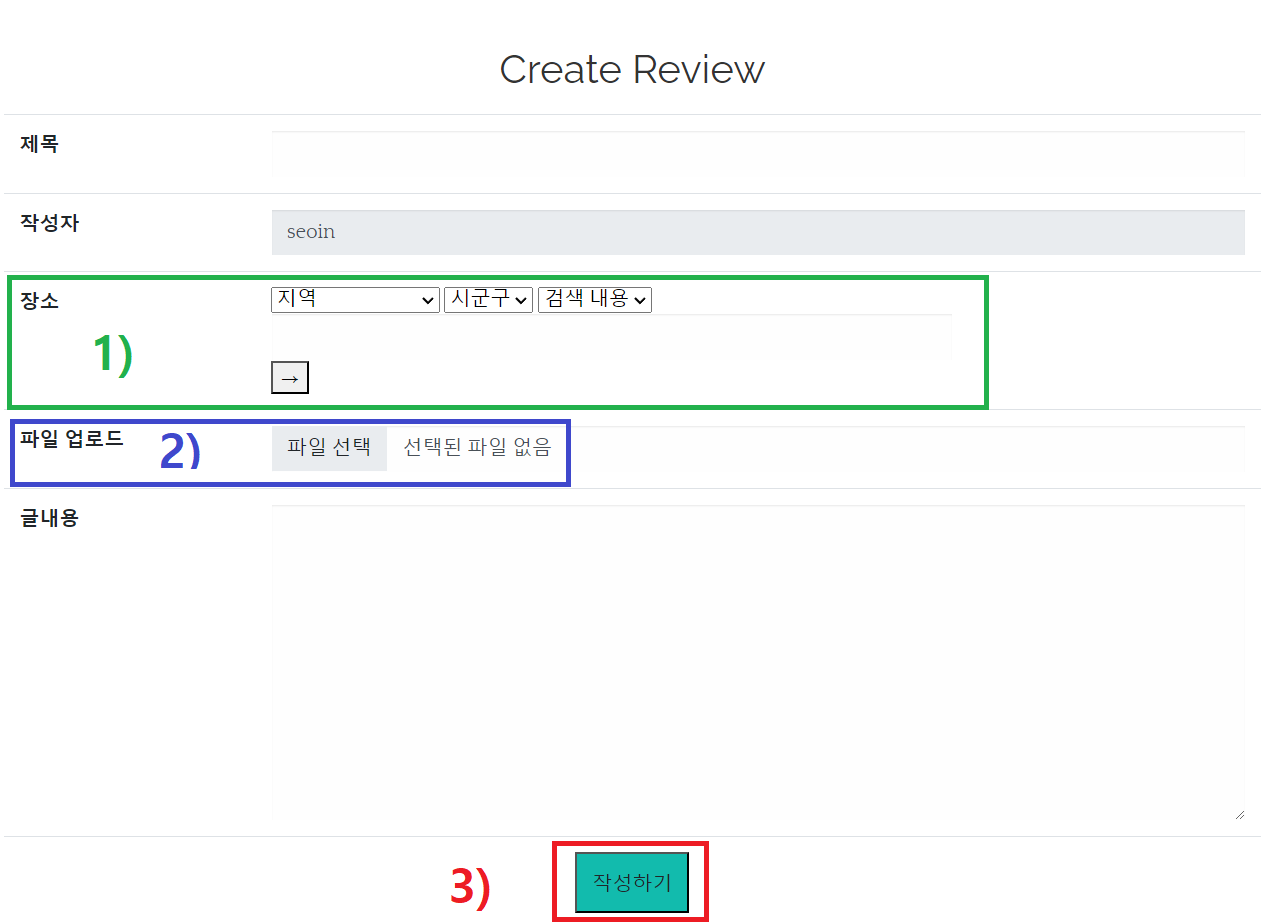 Create Review
제목
작성자
seoin
장소
지역 시군구 검색 내용
1)
→
파일 업로드 2) 파일 선택 선택된 파일 없음
글내용
3) 작성하기